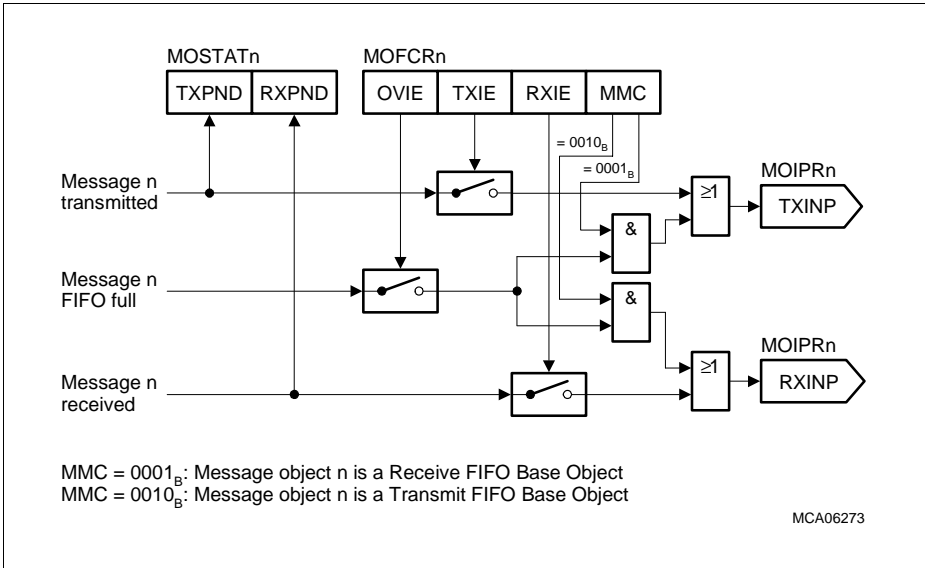 MOSTATn
MOFCRn
TXPND RXPND
OVIE TXIE RXIE MMC
= 0010B
= 0001B
Message n
transmitted
≥1
MOIPRn
TXINP
&
Message n
FIFO full
&
Message n
received
≥1
MOIPRn
RXINP
MMC = 0001B: Message object n is a Receive FIFO Base Object
MMC = 0010B: Message object n is a Transmit FIFO Base Object
MCA06273